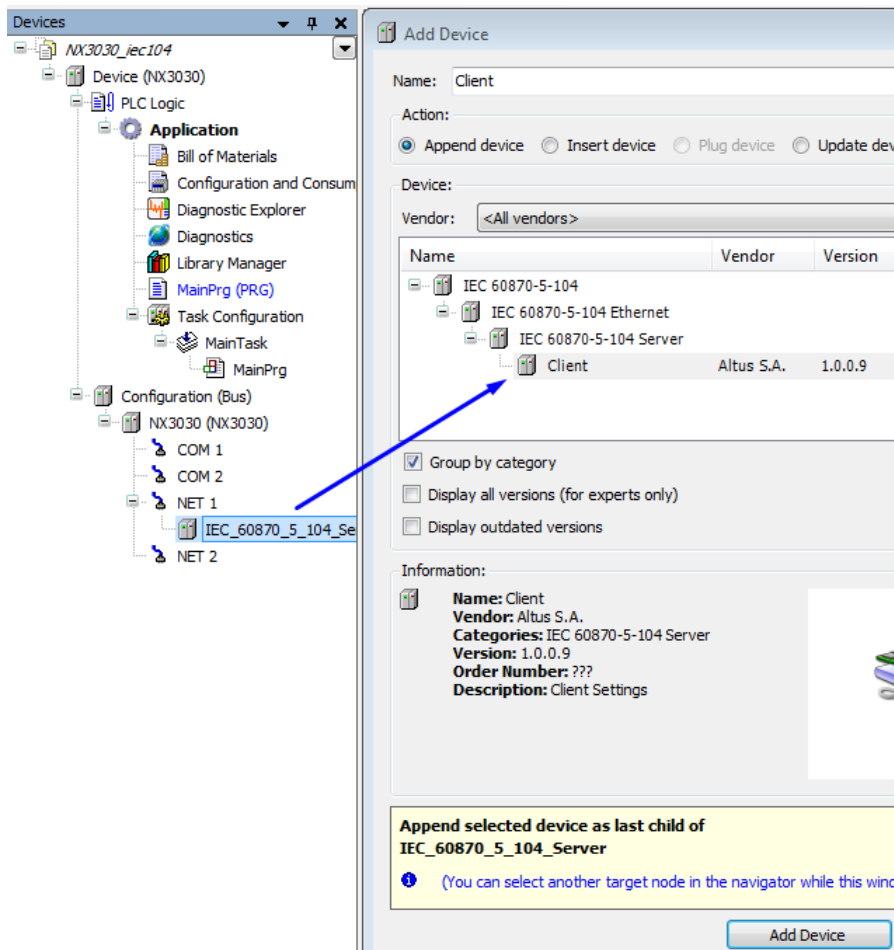 Devices
NX3030_iec104
Device (NX3030)
PLC Logic
Application
Bill of Materials
Configuration and Consum
Diagnostic Explorer
Diagnostics
Library Manager
MainPrg (PRG)
Task Configuration
MainTask
MainPrg
Configuration (Bus)
NX3030 (NX3030)
COM 1
COM 2
NET 1
IEC_60870_5_104_Se
NET 2
Add Device
Name: Client
Action:
Append device Insert device Plug device Update dev
Device:
Vendor: <All vendors>
Name Vendor Version
IEC 60870-5-104
IEC 60870-5-104 Ethernet
IEC 60870-5-104 Server
Client Altus S.A. 1.0.0.9
Group by category
Display all versions (for experts only)
Display outdated versions
Information:
Name: Client
Vendor: Altus S.A.
Categories: IEC 60870-5-104 Server
Version: 1.0.0.9
Order Number: ???
Description: Client Settings
Append selected device as last child of
IEC_60870_5_104_Server
(You can select another target node in the navigator while this winc
Add Device